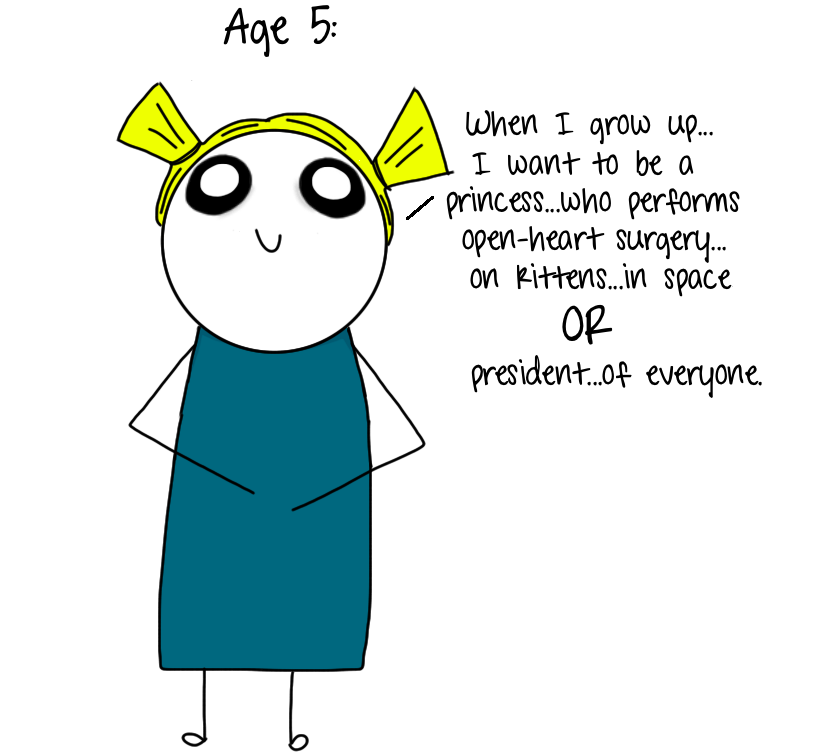 Age 5:
When I grow up...
I want to be a
princess...who performs
open-heart surgery...
on kittens...in space
OR
president...of everyone.